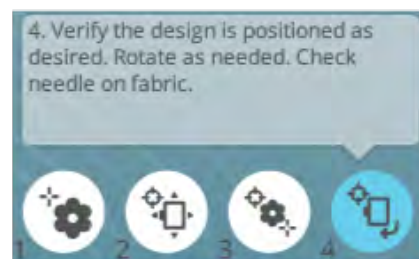 4. Verify the design is positioned as
desired. Rotate as needed. Check
needle on fabric.
1 2 3 4